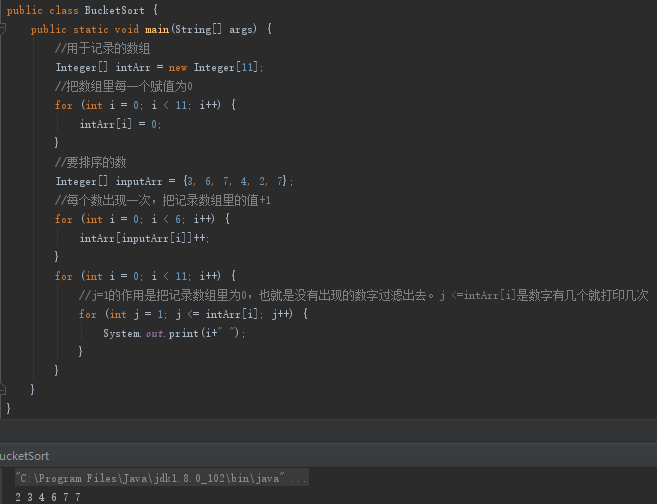 public class BucketSort {
public static void main(String[] args) {
//用于记录的数组
Integer[] intArr = new Integer[11];
//把数组里每一个赋值为0
for (int i = 0; i < 11; i++) {
intArr[i] = 0;
}
//要排序的数
Integer[] inputArr = {3, 6, 7, 4, 2, 7};
//每个数出现一次，把记录数组里的值+1
for (int i = 0; i < 6; i++) {
intArr[inputArr[i]]++;
}
for (int i = 0; i < 11; i++) {
//j=1的作用是把记录数组里为0，也就是没有出现的数字过滤出去。j <=intArr[i]是数字有几个就打印几次
for (int j = 1; j <= intArr[i]; j++) {
System.out.print(i+" ");
}
}
}
}
ucketSort
"C:\Program Files\Java\jdk1.8.0_102\bin\java" ...
2 3 4 6 7 7